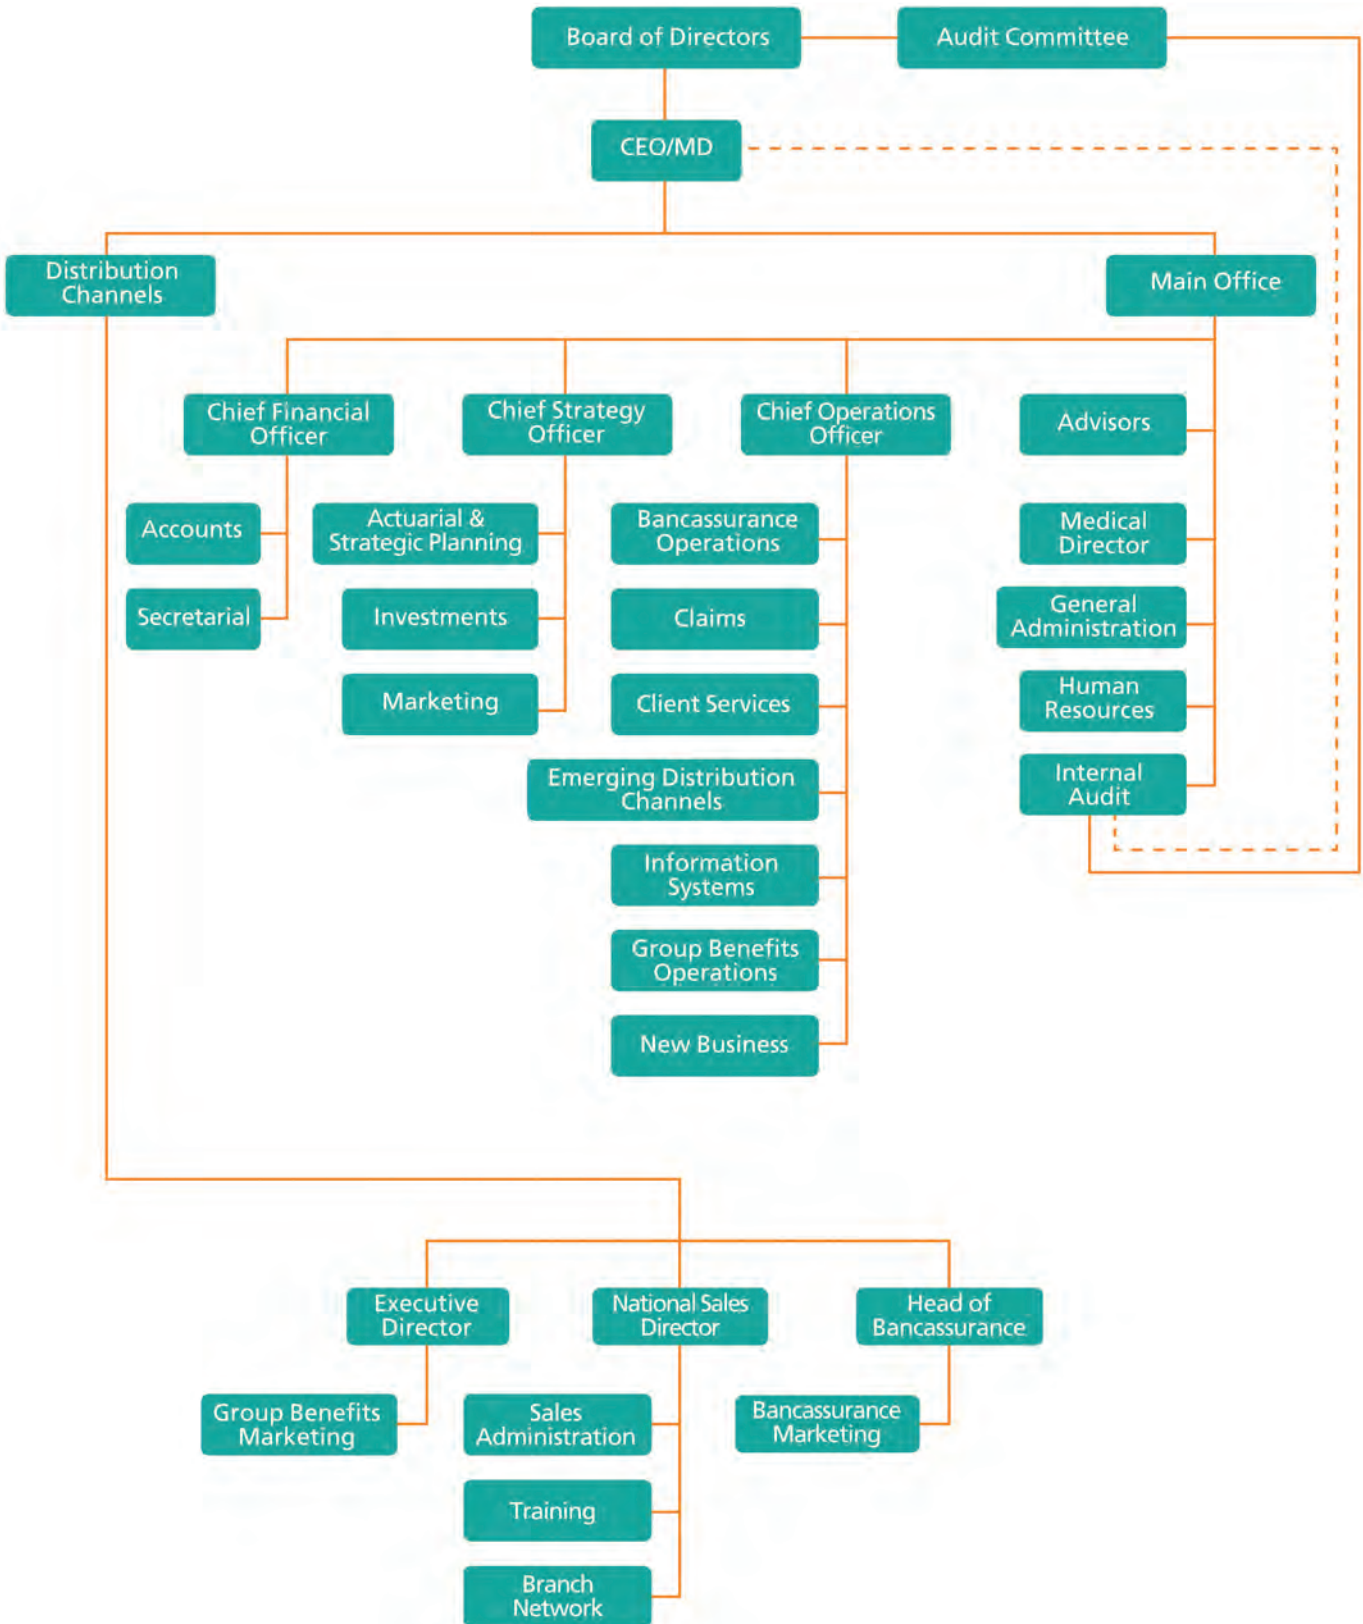 Board of Directors
Audit Committee
CEO/MD
Distribution
Channels
Main Office
Chief Financial
Officer
Chief Strategy
Officer
Chief Operations
Officer
Advisors
Accounts
Secretarial
Actuarial &
Strategic Planning
Investments
Marketing
Bancassurance
Operations
Claims
Client Services
Emerging Distribution
Channels
Information
Systems
Group Benefits
Operations
New Business
Medical
Director
General
Administration
Human
Resources
Internal
Audit
Executive
Director
National Sales
Director
Head of
Bancassurance
Group Benefits
Marketing
Sales
Administration
Training
Branch
Network
Bancassurance
Marketing